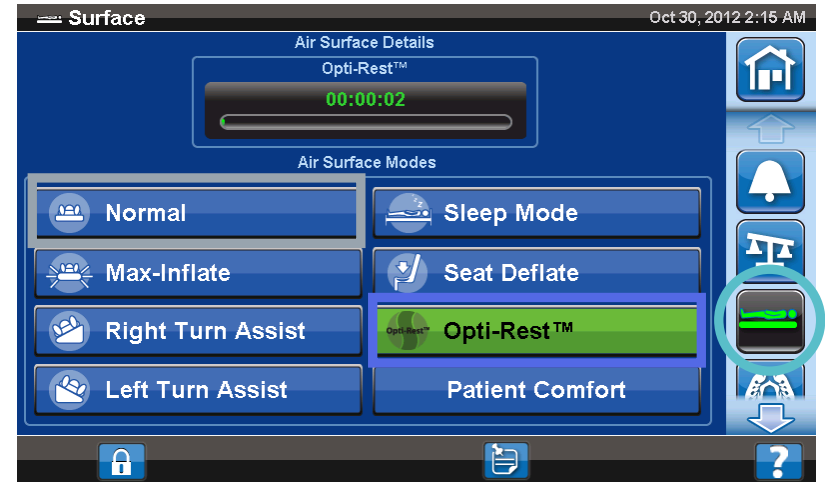 Surface
Oct 30, 2012 2:15 AM
Air Surface Details
Opti-Rest™
00:00:02
Air Surface Modes
Normal
Sleep Mode
Max-Inflate
Seat Deflate
Right Turn Assist
Opti-Rest™ Opti-Rest™
Left Turn Assist
Patient Comfort
?